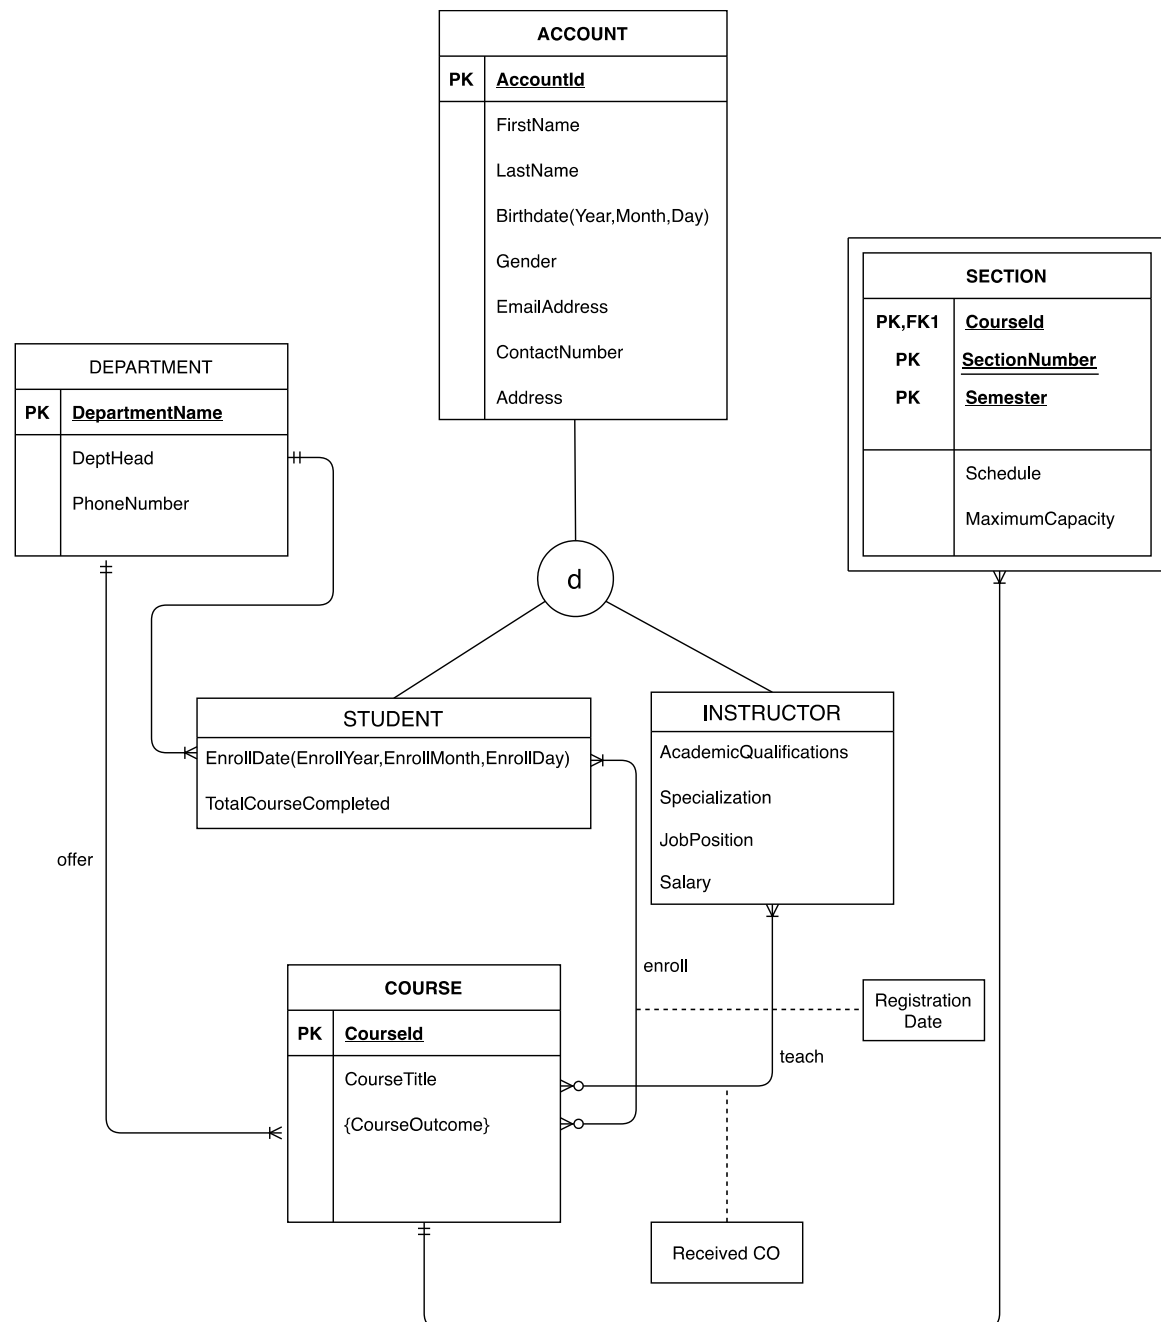 ACCOUNT
PK AccountId
FirstName
LastName
Birthdate(Year,Month,Day)
Gender
EmailAddress
ContactNumber
Address
SECTION
PK,FK1 CourseId
PK SectionNumber
PK Semester
Schedule
MaximumCapacity
DEPARTMENT
PK DepartmentName
DeptHead
PhoneNumber
d
STUDENT
EnrollDate(EnrollYear,EnrollMonth,EnrollDay)
TotalCourseCompleted
INSTRUCTOR
AcademicQualifications
Specialization
JobPosition
Salary
offer
enroll
Registration
Date
teach
COURSE
PK CourseId
CourseTitle
{CourseOutcome}
Received CO